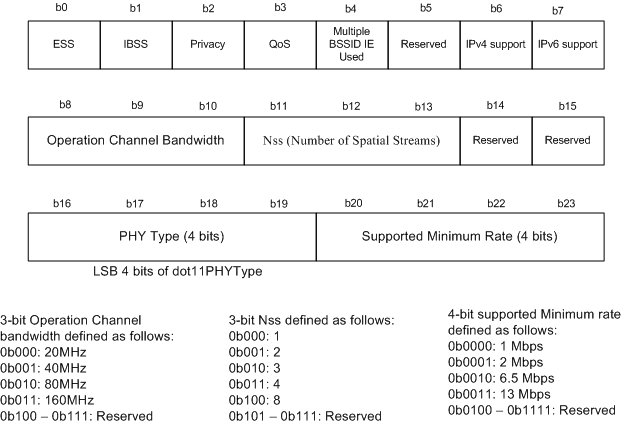 b0 b1 b2 b3 b4 b5 b6 b7
ESS IBSS Privacy QoS Multiple BSSID IE Used Reserved IPv4 support IPv6 support
b8 b9 b10 b11 b12 b13 b14 b15
Operation Channel Bandwidth Nss (Number of Spatial Streams) Reserved Reserved
b16 b17 b18 b19 b20 b21 b22 b23
PHY Type (4 bits) Supported Minimum Rate (4 bits)
LSB 4 bits of dot11PHYType
3-bit Operation Channel
bandwidth defined as follows:
0b000: 20MHz
0b001: 40MHz
0b010: 80MHz
0b011: 160MHz
0b100 – 0b111: Reserved
3-bit Nss defined as follows:
0b000: 1
0b001: 2
0b010: 3
0b011: 4
0b100: 8
0b101 – 0b111: Reserved
4-bit supported Minimum rate
defined as follows:
0b0000: 1 Mbps
0b0001: 2 Mbps
0b0010: 6.5 Mbps
0b0011: 13 Mbps
0b0100 – 0b1111: Reserved